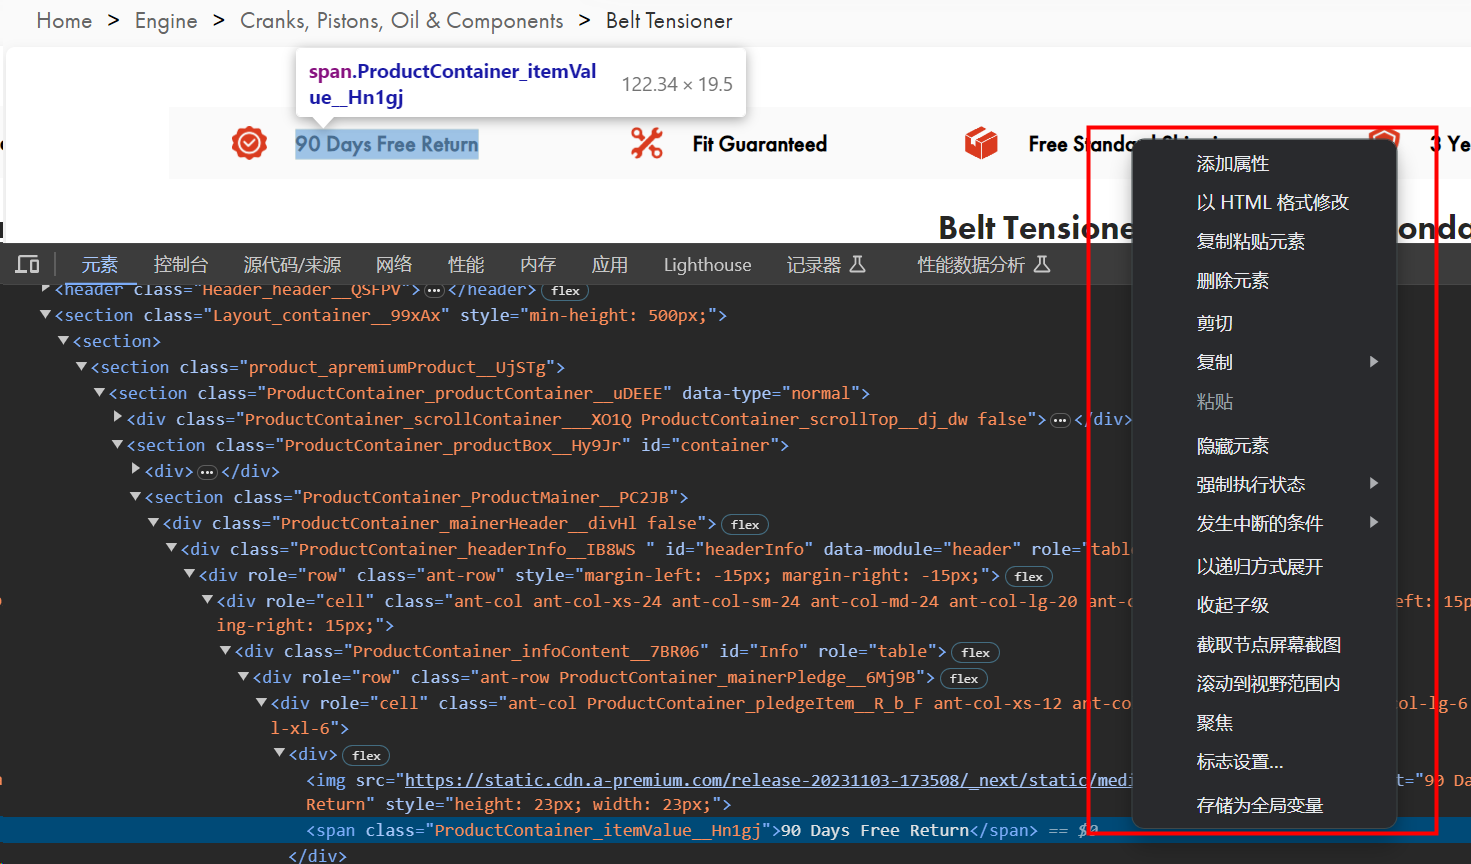 Home > Engine > Cranks, Pistons, Oil & Components > Belt Tensioner
span.ProductContainer_itemVal
ue__Hn1gj
122.34 × 19.5
90 Days Free Return
Fit Guaranteed
Free Standa
3 Ye
Belt Tensione
onda
元素 控制台 源代码/来源 网络 性能 内存 应用 Lighthouse 记录器 性能数据分析
<header class="Header_header__QSFPV">…</header> flex
<section class="Layout_container__99xAx" style="min-height: 500px;">
<section>
<section class="product_apremiumProduct__UjSTg">
<section class="ProductContainer_productContainer__uDEEE" data-type="normal">
<div class="ProductContainer_scrollContainer___XO1Q ProductContainer_scrollTop__dj_dw false">…</div>
<section class="ProductContainer_productBox__Hy9Jr" id="container">
<div>…</div>
<section class="ProductContainer_ProductMainer__PC2JB">
<div class="ProductContainer_mainerHeader__divHl false"> flex
<div class="ProductContainer_headerInfo__IB8WS " id="headerInfo" data-module="header" role="tabl
<div role="row" class="ant-row" style="margin-left: -15px; margin-right: -15px;"> flex
<div role="cell" class="ant-col ant-col-xs-24 ant-col-sm-24 ant-col-md-24 ant-col-lg-20 ant-c
eft: 15p
ing-right: 15px;">
<div class="ProductContainer_infoContent__7BR06" id="Info" role="table"> flex
<div role="row" class="ant-row ProductContainer_mainerPledge__6Mj9B"> flex
<div role="cell" class="ant-col ProductContainer_pledgeItem__R_b_F ant-col-xs-12 ant-co
ol-lg-6
l-xl-6">
<div> flex
<img src="https://static.cdn.a-premium.com/release-20231103-173508/_next/static/medi
t="90 Da
Return" style="height: 23px; width: 23px;">
<span class="ProductContainer_itemValue__Hn1gj">90 Days Free Return</span> == $0
</div>
添加属性
以 HTML 格式修改
复制粘贴元素
删除元素
剪切
复制
粘贴
隐藏元素
强制执行状态
发生中断的条件
以递归方式展开
收起子级
截取节点屏幕截图
滚动到视野范围内
聚焦
标志设置...
存储为全局变量